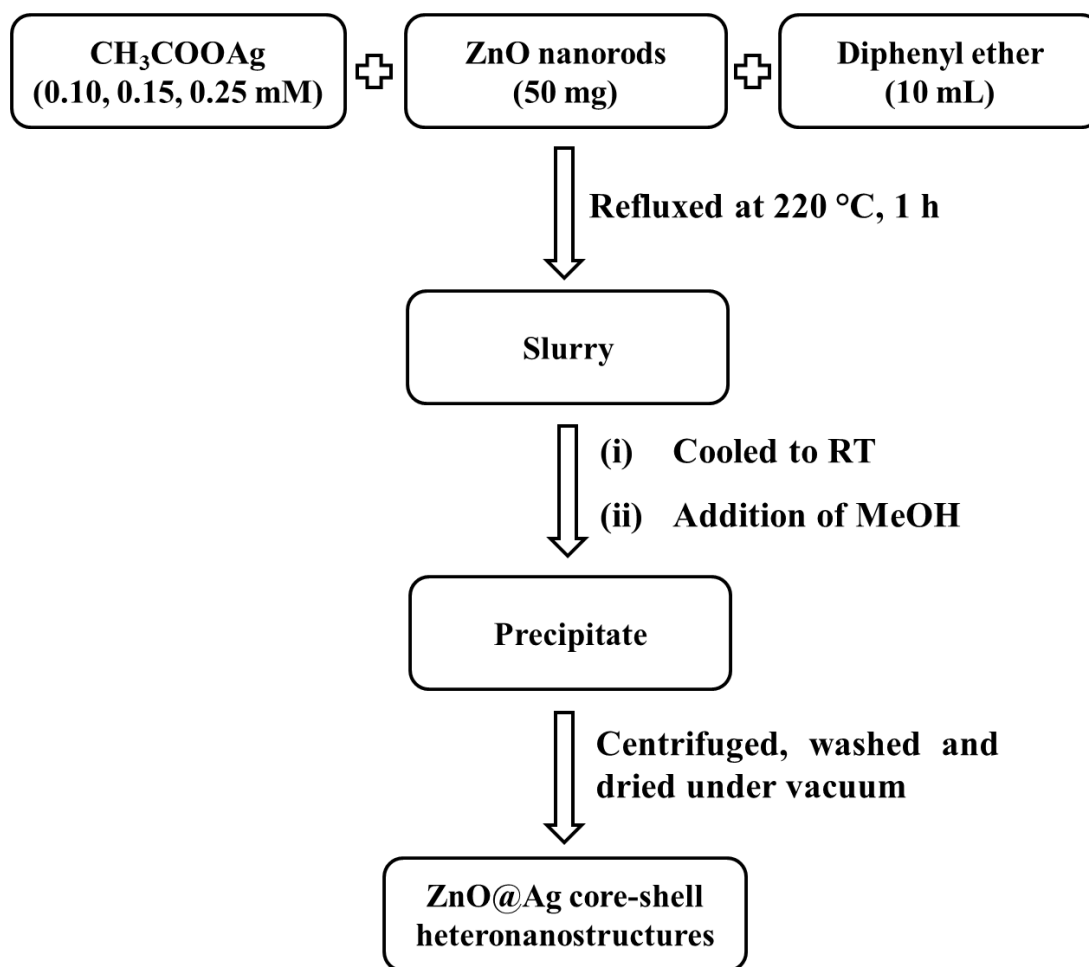 CH₃COOAg
(0.10, 0.15, 0.25 mM)
ZnO nanorods
(50 mg)
Diphenyl ether
(10 mL)
Refluxed at 220 °C, 1 h
Slurry
(i) Cooled to RT
(ii) Addition of MeOH
Precipitate
Centrifuged, washed and
dried under vacuum
ZnO@Ag core-shell
heteronanostructures